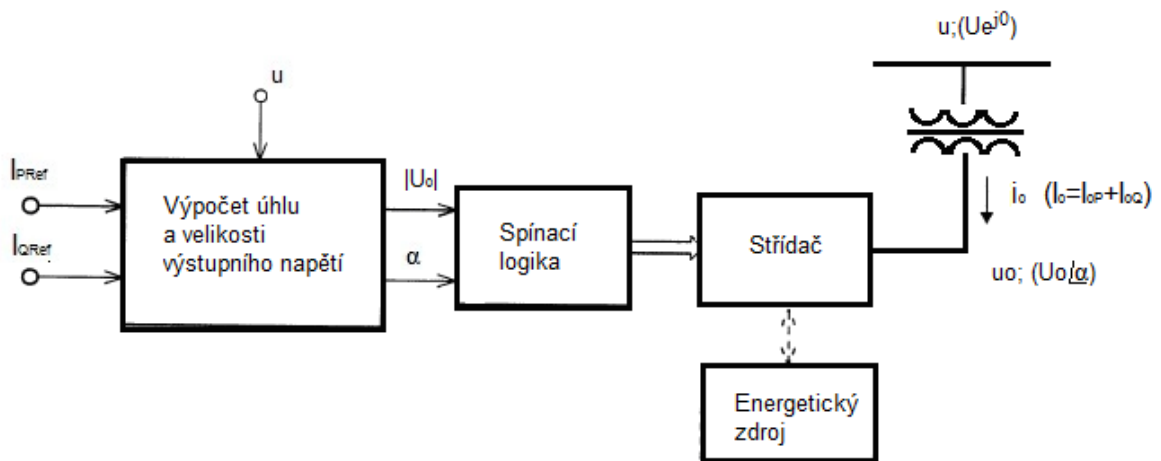 u;(Ue^j0)
u
I_PRef
I_QRef
Výpočet úhlu
a velikosti
výstupního napětí
|U₀|
α
Spínací
logika
Střídač
i₀ (I₀=I₀P+I₀Q)
uo; (Uo/α)
Energetický
zdroj